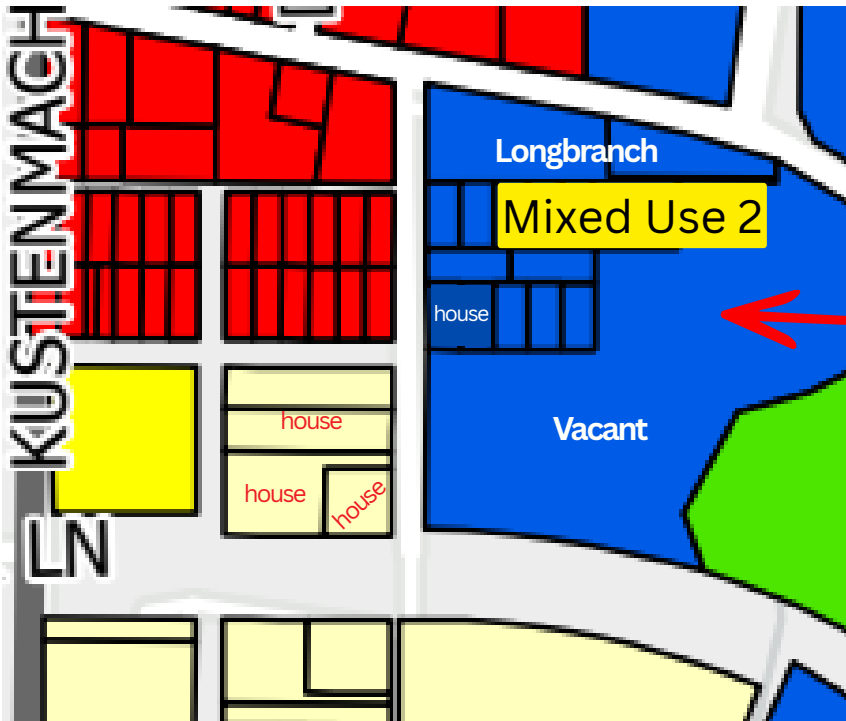 KUSTENMACH
Longbranch
Mixed Use 2
house
house
Vacant
house
house
LN